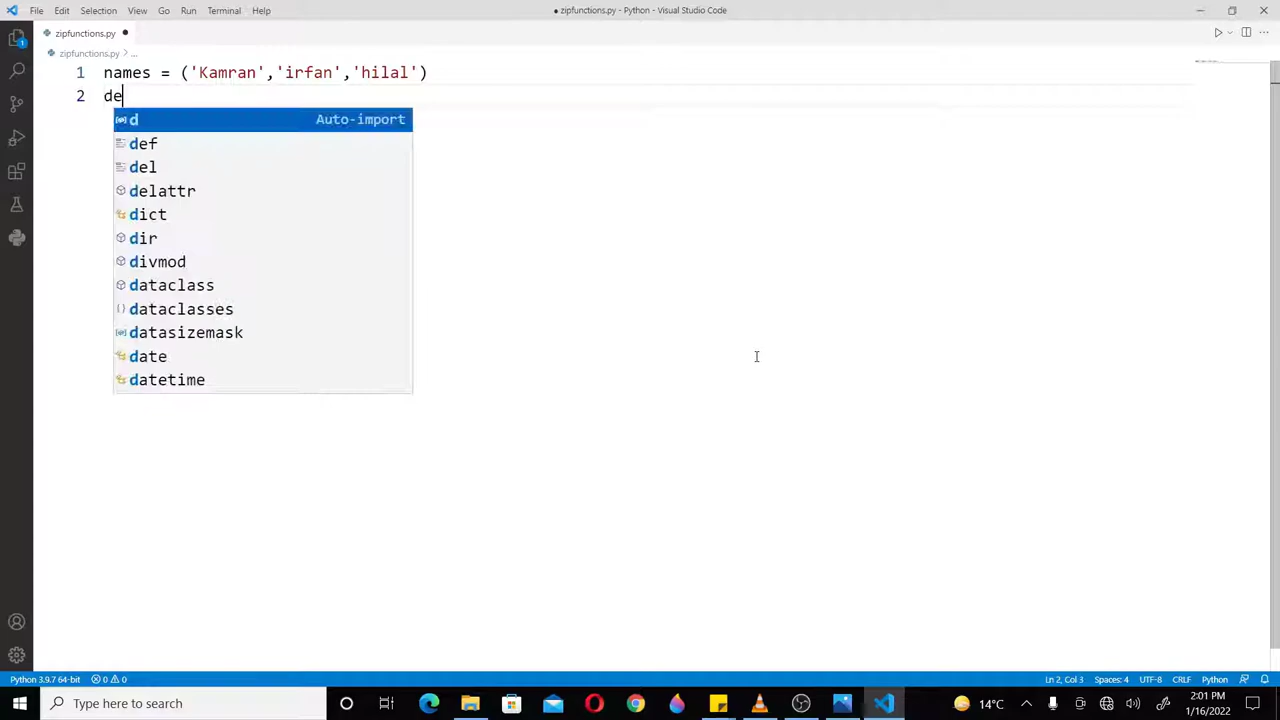 File Edit Selection View Go Run Terminal Help
● zipfunctions.py - Python - Visual Studio Code
zipfunctions.py ●
zipfunctions.py > ...
1 names = ('Kamran','irfan','hilal')
2 de
d Auto-import
def
del
delattr
dict
dir
divmod
dataclass
dataclasses
datasizemask
date
datetime
1
Python 3.9.7 64-bit 0 0 Ln 2, Col 3 Spaces: 4 UTF-8 CRLF Python
Type here to search
14°C
2:01 PM
1/16/2022